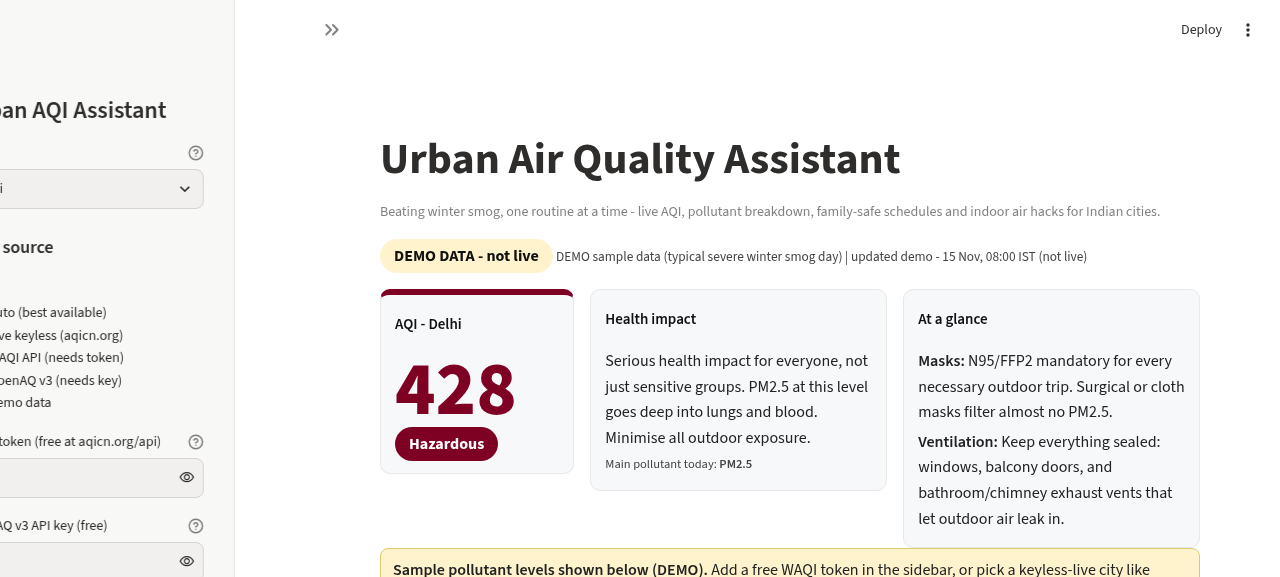 Deploy
an AQI Assistant
i
source
uto (best available)
ve keyless (aqicn.org)
AQI API (needs token)
penAQ v3 (needs key)
emo data
token (free at aqicn.org/api)
AQ v3 API key (free)
Urban Air Quality Assistant
Beating winter smog, one routine at a time - live AQI, pollutant breakdown, family-safe schedules and indoor air hacks for Indian cities.
DEMO DATA - not live DEMO sample data (typical severe winter smog day) | updated demo - 15 Nov, 08:00 IST (not live)
AQI - Delhi
428
Hazardous
Health impact
Serious health impact for everyone, not
just sensitive groups. PM2.5 at this level
goes deep into lungs and blood.
Minimise all outdoor exposure.
Main pollutant today: PM2.5
At a glance
Masks: N95/FFP2 mandatory for every
necessary outdoor trip. Surgical or cloth
masks filter almost no PM2.5.
Ventilation: Keep everything sealed:
windows, balcony doors, and
bathroom/chimney exhaust vents that
let outdoor air leak in.
Sample pollutant levels shown below (DEMO). Add a free WAQI token in the sidebar, or pick a keyless-live city like